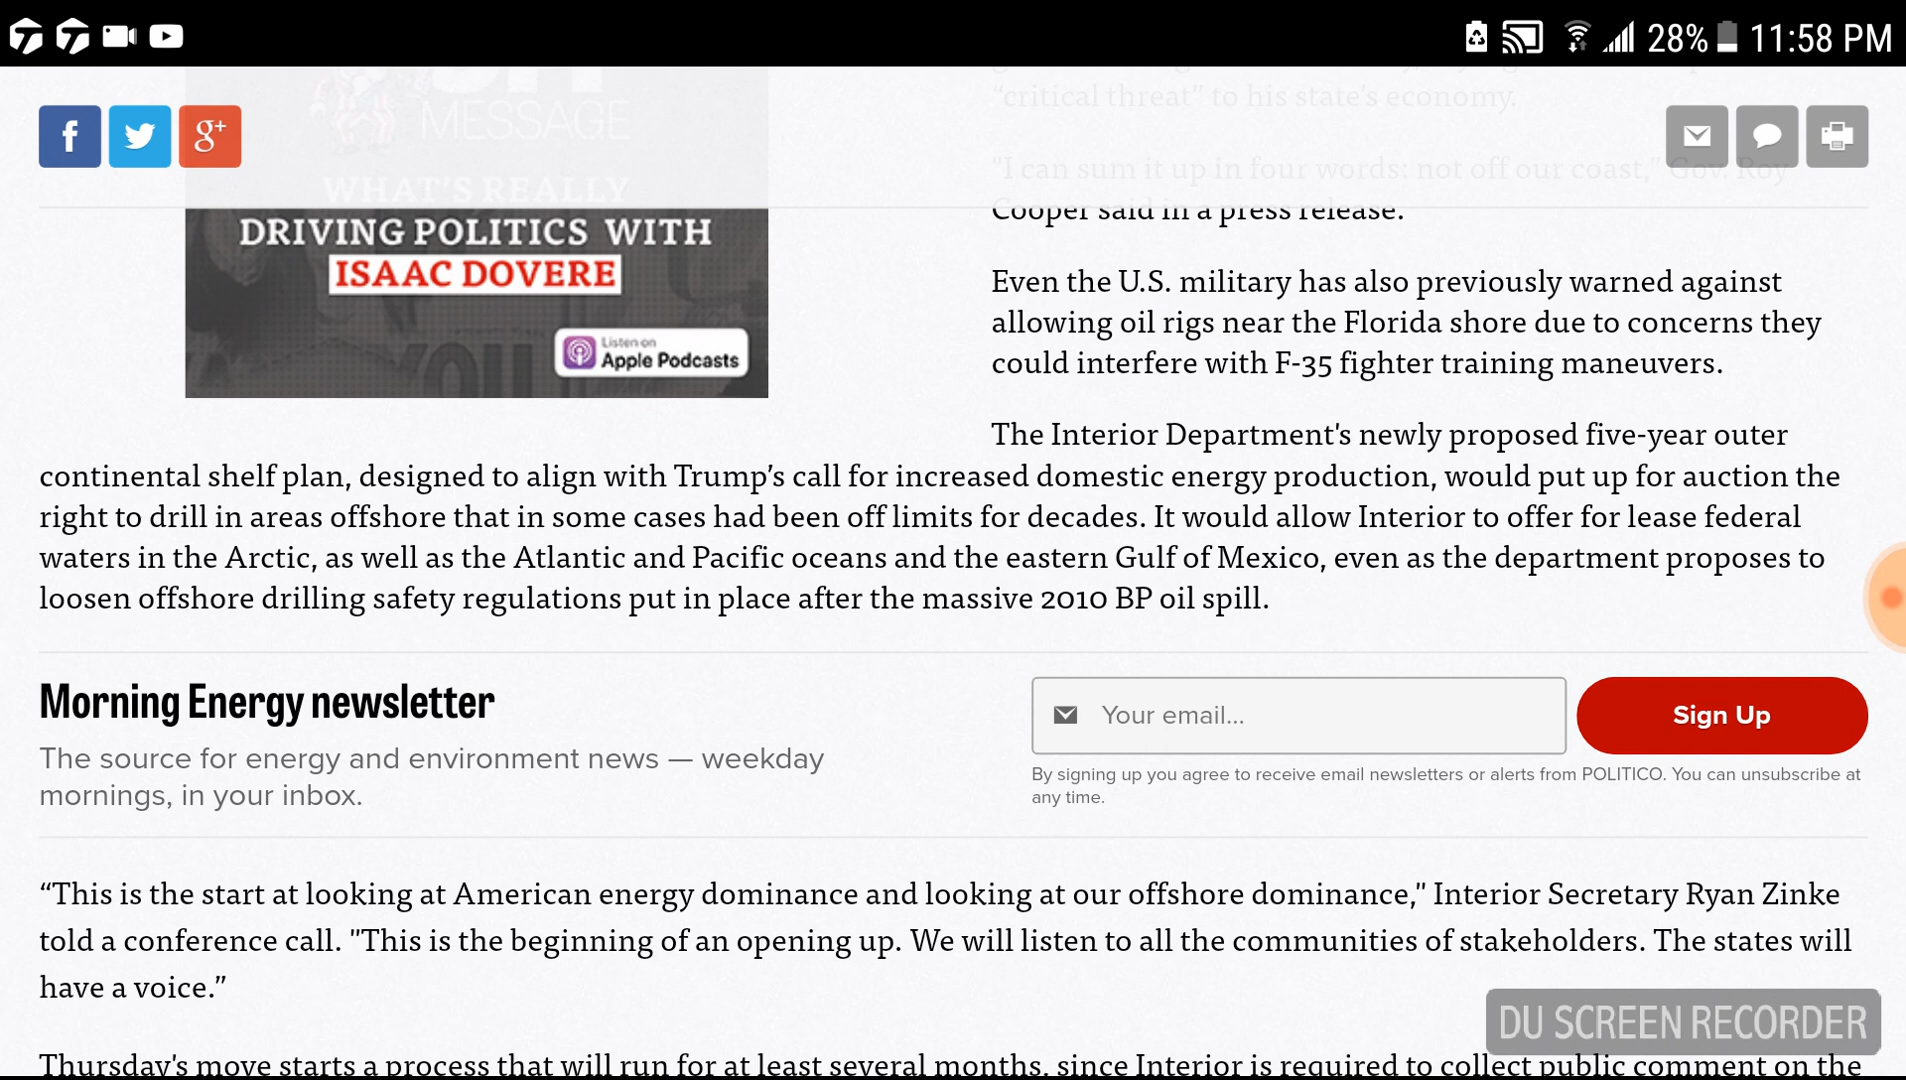 28% 11:58 PM
MESSAGE
WHAT'S REALLY
DRIVING POLITICS WITH
ISAAC DOVERE
Listen on
Apple Podcasts
f
g+
“critical threat” to his state’s economy.
"I can sum it up in four words: not off our coast," Gov. Roy
Cooper said in a press release.
Even the U.S. military has also previously warned against
allowing oil rigs near the Florida shore due to concerns they
could interfere with F-35 fighter training maneuvers.
The Interior Department's newly proposed five-year outer
continental shelf plan, designed to align with Trump’s call for increased domestic energy production, would put up for auction the
right to drill in areas offshore that in some cases had been off limits for decades. It would allow Interior to offer for lease federal
waters in the Arctic, as well as the Atlantic and Pacific oceans and the eastern Gulf of Mexico, even as the department proposes to
loosen offshore drilling safety regulations put in place after the massive 2010 BP oil spill.
Morning Energy newsletter
The source for energy and environment news — weekday
mornings, in your inbox.
Your email...
Sign Up
By signing up you agree to receive email newsletters or alerts from POLITICO. You can unsubscribe at
any time.
“This is the start at looking at American energy dominance and looking at our offshore dominance," Interior Secretary Ryan Zinke
told a conference call. "This is the beginning of an opening up. We will listen to all the communities of stakeholders. The states will
have a voice.”
DU SCREEN RECORDER
Thursday's move starts a process that will run for at least several months, since Interior is required to collect public comment on the